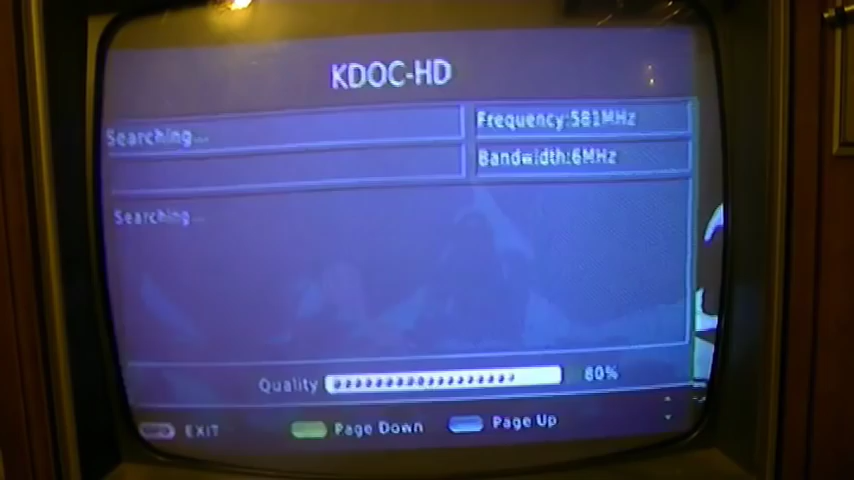 KDOC-HD
Searching...
Frequency:581MHz
Bandwidth:6MHz
Searching...
Quality 80%
EXIT Page Down Page Up